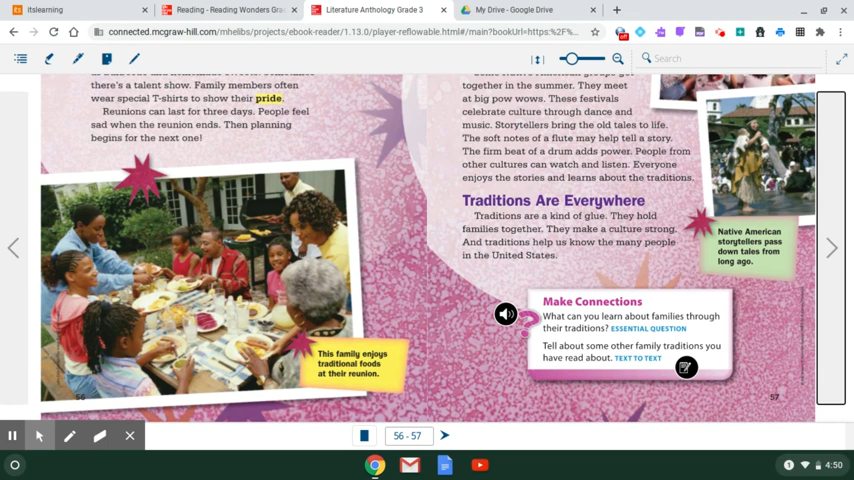 itslearning
Reading - Reading Wonders Gra
Literature Anthology Grade 3
My Drive - Google Drive
connected.mcgraw-hill.com/mhelibs/projects/ebook-reader/1.13.0/player-reflowable.html#/main?bookUrl=https:%2F%...
Search
there's a talent show. Family members often
wear special T-shirts to show their pride.
Reunions can last for three days. People feel
sad when the reunion ends. Then planning
begins for the next one!
This family enjoys
traditional foods
at their reunion.
56
together in the summer. They meet
at big pow wows. These festivals
celebrate culture through dance and
music. Storytellers bring the old tales to life.
The soft notes of a flute may help tell a story.
The firm beat of a drum adds power. People from
other cultures can watch and listen. Everyone
enjoys the stories and learns about the traditions.
Traditions Are Everywhere
Traditions are a kind of glue. They hold
families together. They make a culture strong.
And traditions help us know the many people
in the United States.
Native American
storytellers pass
down tales from
long ago.
Make Connections
What can you learn about families through
their traditions? ESSENTIAL QUESTION
Tell about some other family traditions you
have read about. TEXT TO TEXT
57
56 - 57
1
4:50